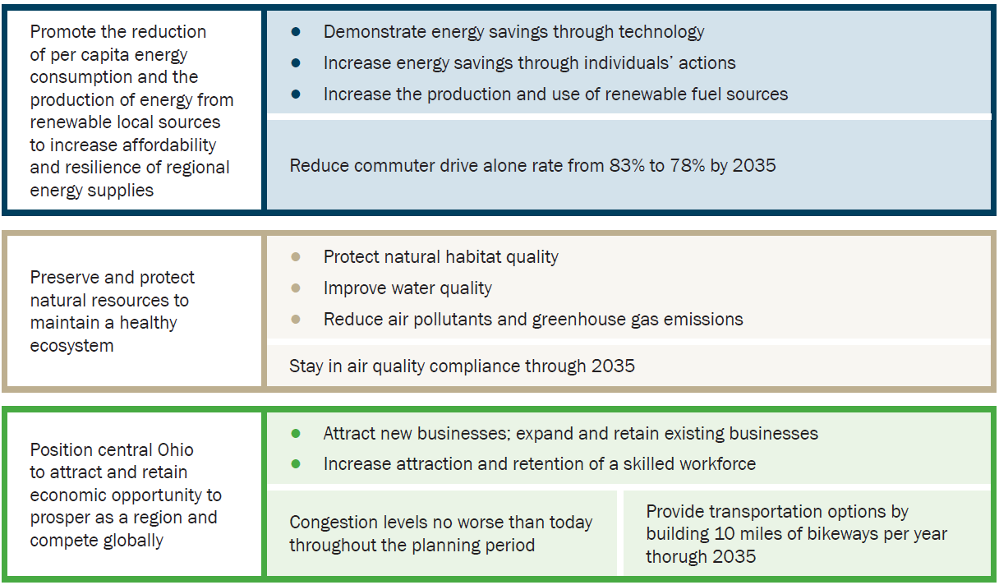 Promote the reduction
of per capita energy
consumption and the
production of energy from
renewable local sources
to increase affordability
and resilience of regional
energy supplies
● Demonstrate energy savings through technology
● Increase energy savings through individuals’ actions
● Increase the production and use of renewable fuel sources
Reduce commuter drive alone rate from 83% to 78% by 2035
Preserve and protect
natural resources to
maintain a healthy
ecosystem
● Protect natural habitat quality
● Improve water quality
● Reduce air pollutants and greenhouse gas emissions
Stay in air quality compliance through 2035
Position central Ohio
to attract and retain
economic opportunity to
prosper as a region and
compete globally
● Attract new businesses; expand and retain existing businesses
● Increase attraction and retention of a skilled workforce
Congestion levels no worse than today
throughout the planning period
Provide transportation options by
building 10 miles of bikeways per year
thorugh 2035